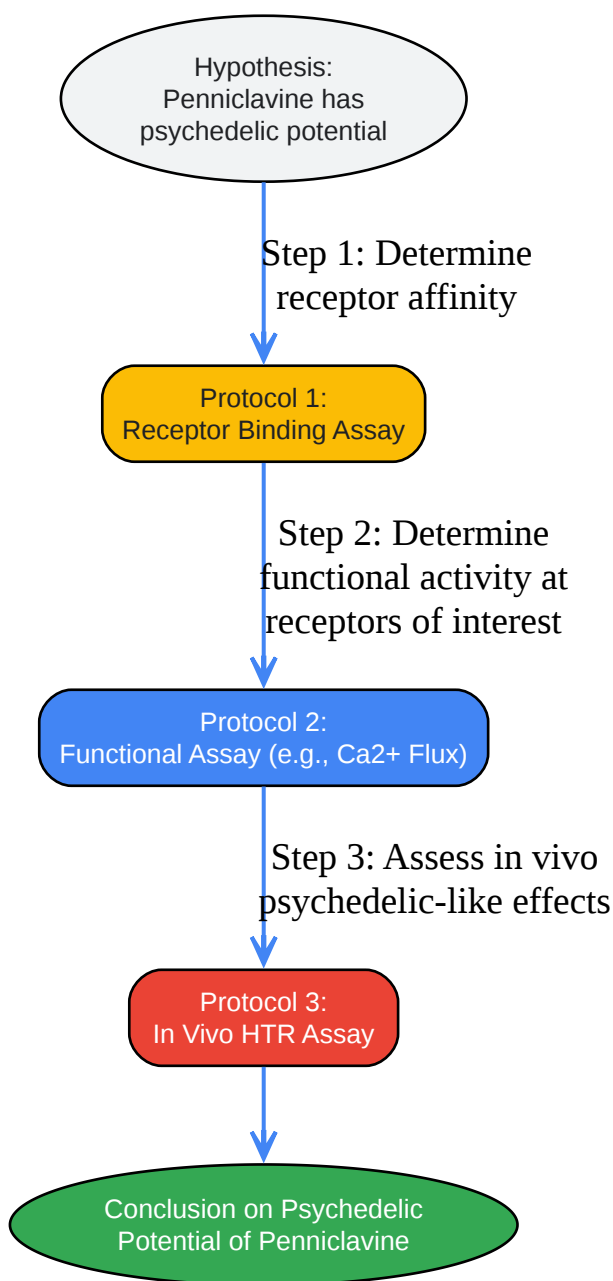 Hypothesis:
Penniclavine has
psychedelic potential
Step 1: Determine
receptor affinity
Protocol 1:
Receptor Binding Assay
Step 2: Determine
functional activity at
receptors of interest
Protocol 2:
Functional Assay (e.g., Ca2+ Flux)
Step 3: Assess in vivo
psychedelic-like effects
Protocol 3:
In Vivo HTR Assay
Conclusion on Psychedelic
Potential of Penniclavine